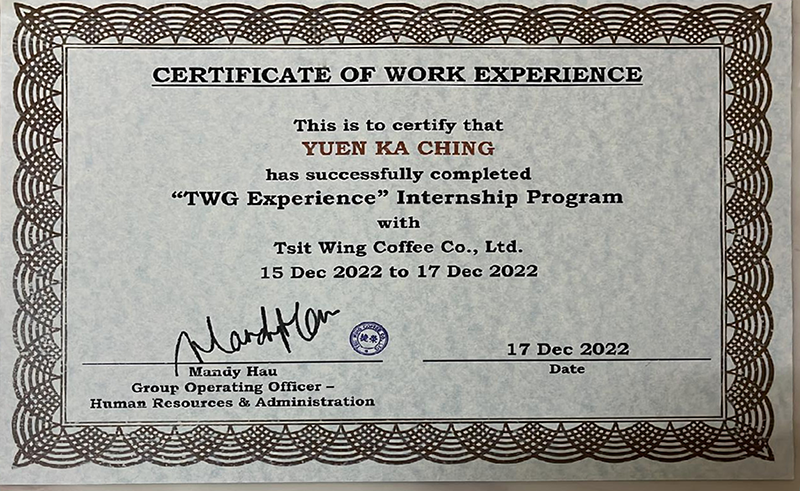 CERTIFICATE OF WORK EXPERIENCE
This is to certify that
YUEN KA CHING
has successfully completed
“TWG Experience” Internship Program
with
Tsit Wing Coffee Co., Ltd.
15 Dec 2022 to 17 Dec 2022
Mandy Hau
17 Dec 2022
Mandy Hau
Date
Group Operating Officer –
Human Resources & Administration